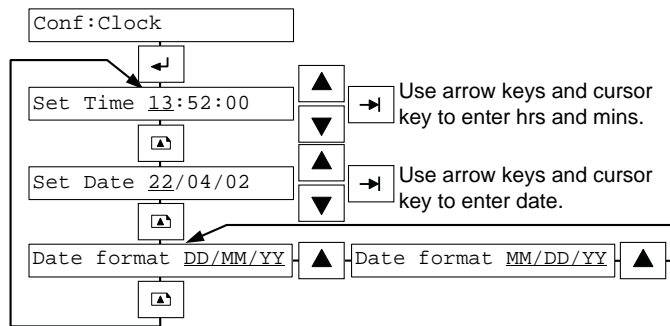 Conf:Clock
Set Time 13:52:00
Use arrow keys and cursor
key to enter hrs and mins.
Set Date 22/04/02
Use arrow keys and cursor
key to enter date.
Date format DD/MM/YY
Date format MM/DD/YY